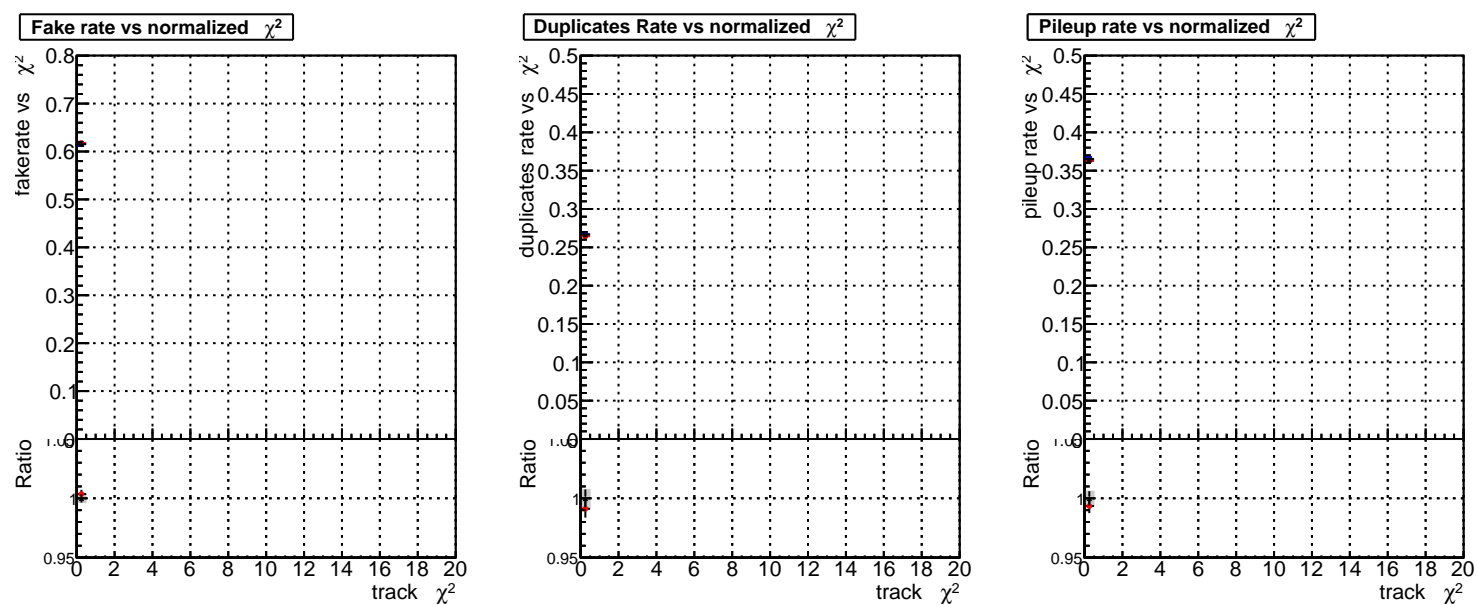 Fake rate vs normalized χ²
fakerate vs χ²
0.8
0.7
0.6
0.5
0.4
0.3
0.2
0.1
0
Ratio
1
0.95
0 2 4 6 8 10 12 14 16 18 20
track χ²
Duplicates Rate vs normalized χ²
duplicates rate vs χ²
0.5
0.45
0.4
0.35
0.3
0.25
0.2
0.15
0.1
0.05
0
Ratio
1
0.95
0 2 4 6 8 10 12 14 16 18 20
track χ²
Pileup rate vs normalized χ²
pileup rate vs χ²
0.5
0.45
0.4
0.35
0.3
0.25
0.2
0.15
0.1
0.05
0
Ratio
1
0.95
0 2 4 6 8 10 12 14 16 18 20
track χ²